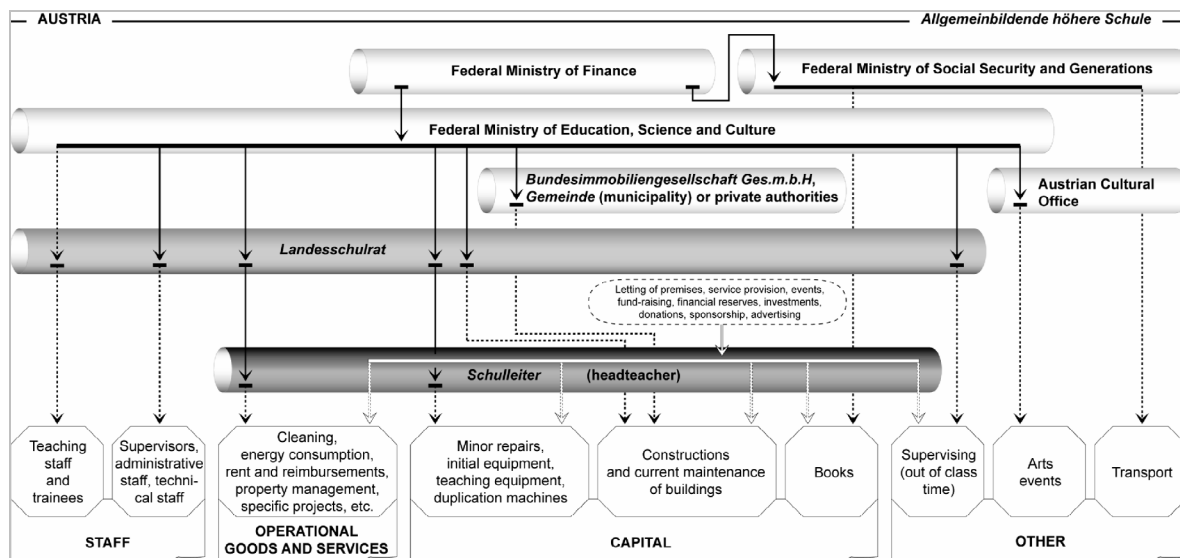 AUSTRIA
Allgemeinbildende höhere Schule
Federal Ministry of Finance
Federal Ministry of Social Security and Generations
Federal Ministry of Education, Science and Culture
Bundesimmobiliengesellschaft Ges.m.b.H,
Gemeinde (municipality) or private authorities
Austrian Cultural
Office
Landesschulrat
Letting of premises, service provision, events,
fund-raising, financial reserves, investments,
donations, sponsorship, advertising
Schulleiter (headteacher)
Teaching
staff
and
trainees
Supervisors,
administrative
staff, techni-
cal staff
Cleaning,
energy consumption,
rent and reimbursements,
property management,
specific projects, etc.
Minor repairs,
initial equipment,
teaching equipment,
duplication machines
Constructions
and current maintenance
of buildings
Books
Supervising
(out of class
time)
Arts
events
Transport
STAFF
OPERATIONAL
GOODS AND SERVICES
CAPITAL
OTHER